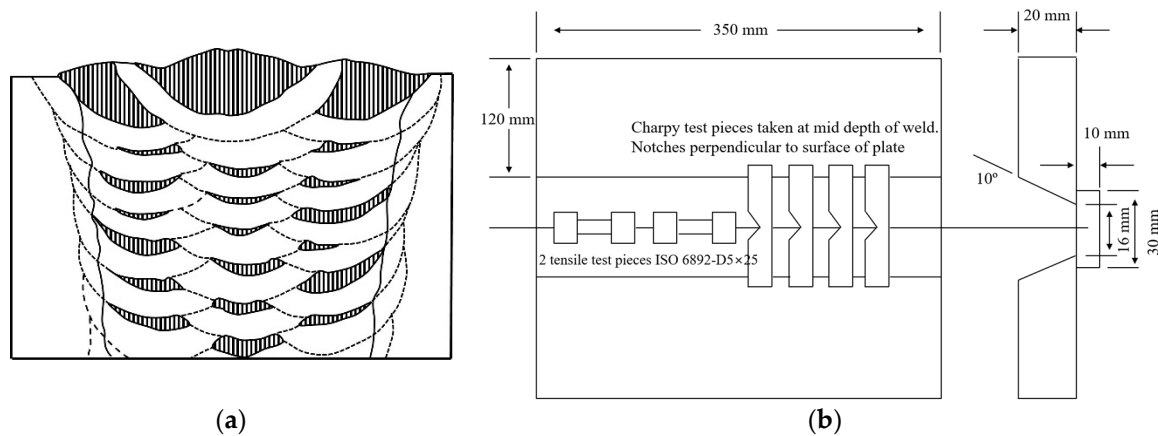 (b)
350 mm
20 mm
120 mm
Charpy test pieces taken at mid depth of weld.
Notches perpendicular to surface of plate
10 mm
10º
16 mm
30 mm
2 tensile test pieces ISO 6892-D5×25
(a)